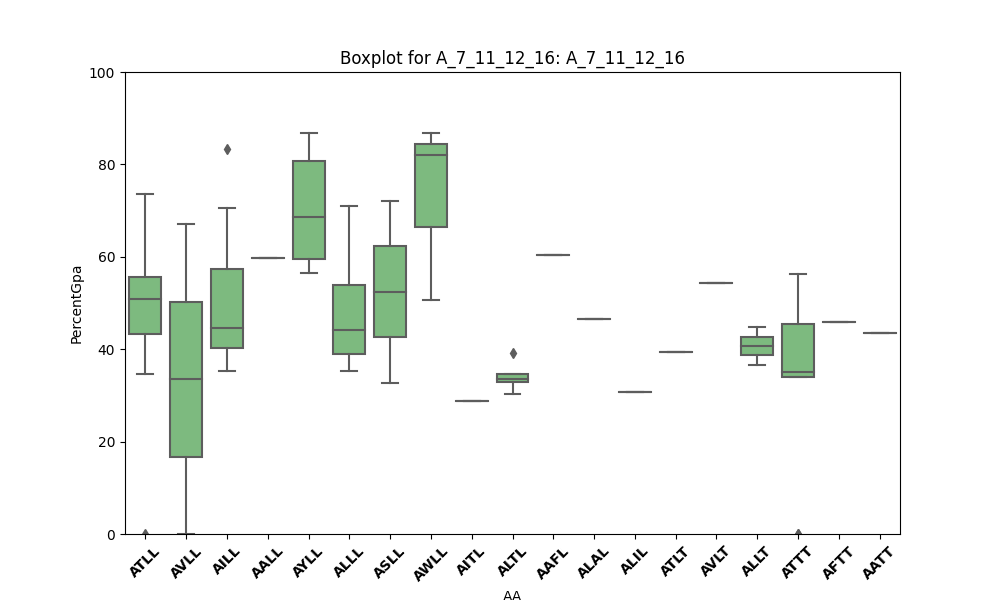 Boxplot for A_7_11_12_16: A_7_11_12_16
100
80
60
40
20
0
PercentGpa
ATLL
AVLL
AILL
AALL
AYLL
ALLL
ASLL
AWLL
AITL
ALTL
AAFL
ALAL
ALIL
ATLT
AVLT
ALLT
ATTT
AFTT
AATT
AA